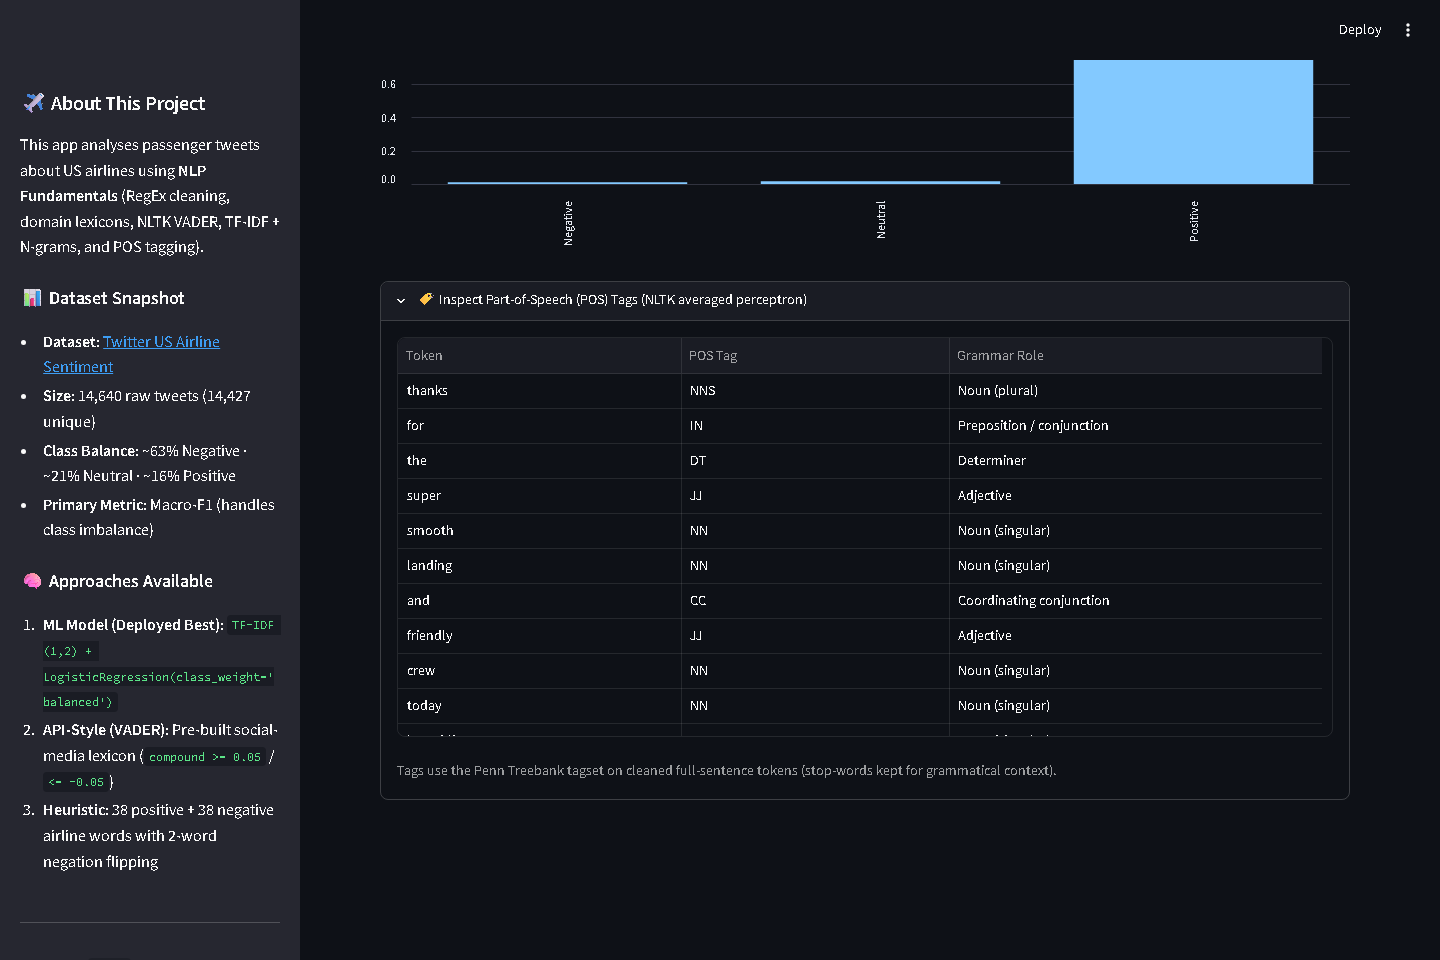 Deploy
About This Project
This app analyses passenger tweets
about US airlines using NLP
Fundamentals (RegEx cleaning,
domain lexicons, NLTK VADER, TF-IDF +
N-grams, and POS tagging).
Dataset Snapshot
Dataset: Twitter US Airline
Sentiment
Size: 14,640 raw tweets (14,427
unique)
Class Balance: ~63% Negative ·
~21% Neutral · ~16% Positive
Primary Metric: Macro-F1 (handles
class imbalance)
Approaches Available
1. ML Model (Deployed Best): TF-IDF
(1,2) +
LogisticRegression(class_weight='
balanced')
2. API-Style (VADER): Pre-built social-
media lexicon ( compound >= 0.05 /
<= -0.05 )
3. Heuristic: 38 positive + 38 negative
airline words with 2-word
negation flipping
0.6
0.4
0.2
0.0
Negative
Neutral
Positive
Inspect Part-of-Speech (POS) Tags (NLTK averaged perceptron)
Token POS Tag Grammar Role
thanks NNS Noun (plural)
for IN Preposition / conjunction
the DT Determiner
super JJ Adjective
smooth NN Noun (singular)
landing NN Noun (singular)
and CC Coordinating conjunction
friendly JJ Adjective
crew NN Noun (singular)
today NN Noun (singular)
Tags use the Penn Treebank tagset on cleaned full-sentence tokens (stop-words kept for grammatical context).